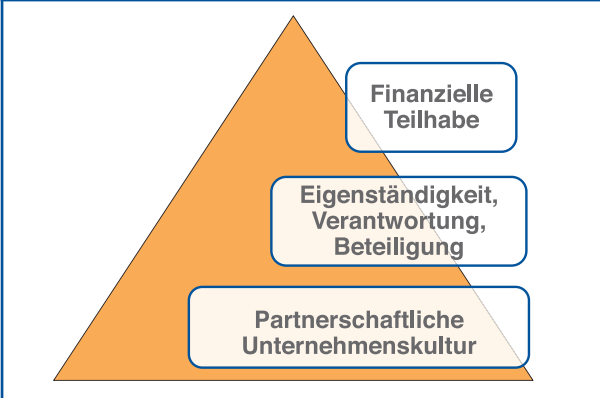 Finanzielle
Teilhabe
Eigenständigkeit,
Verantwortung,
Beteiligung
Partnerschaftliche
Unternehmenskultur